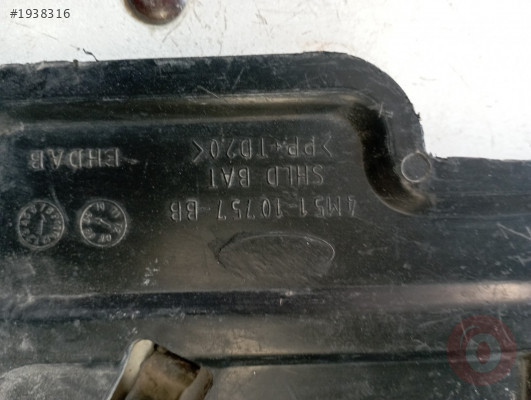 #1938316
4M51-10757-BB
SHLD BAT
>PP-TD20<
EHDAB